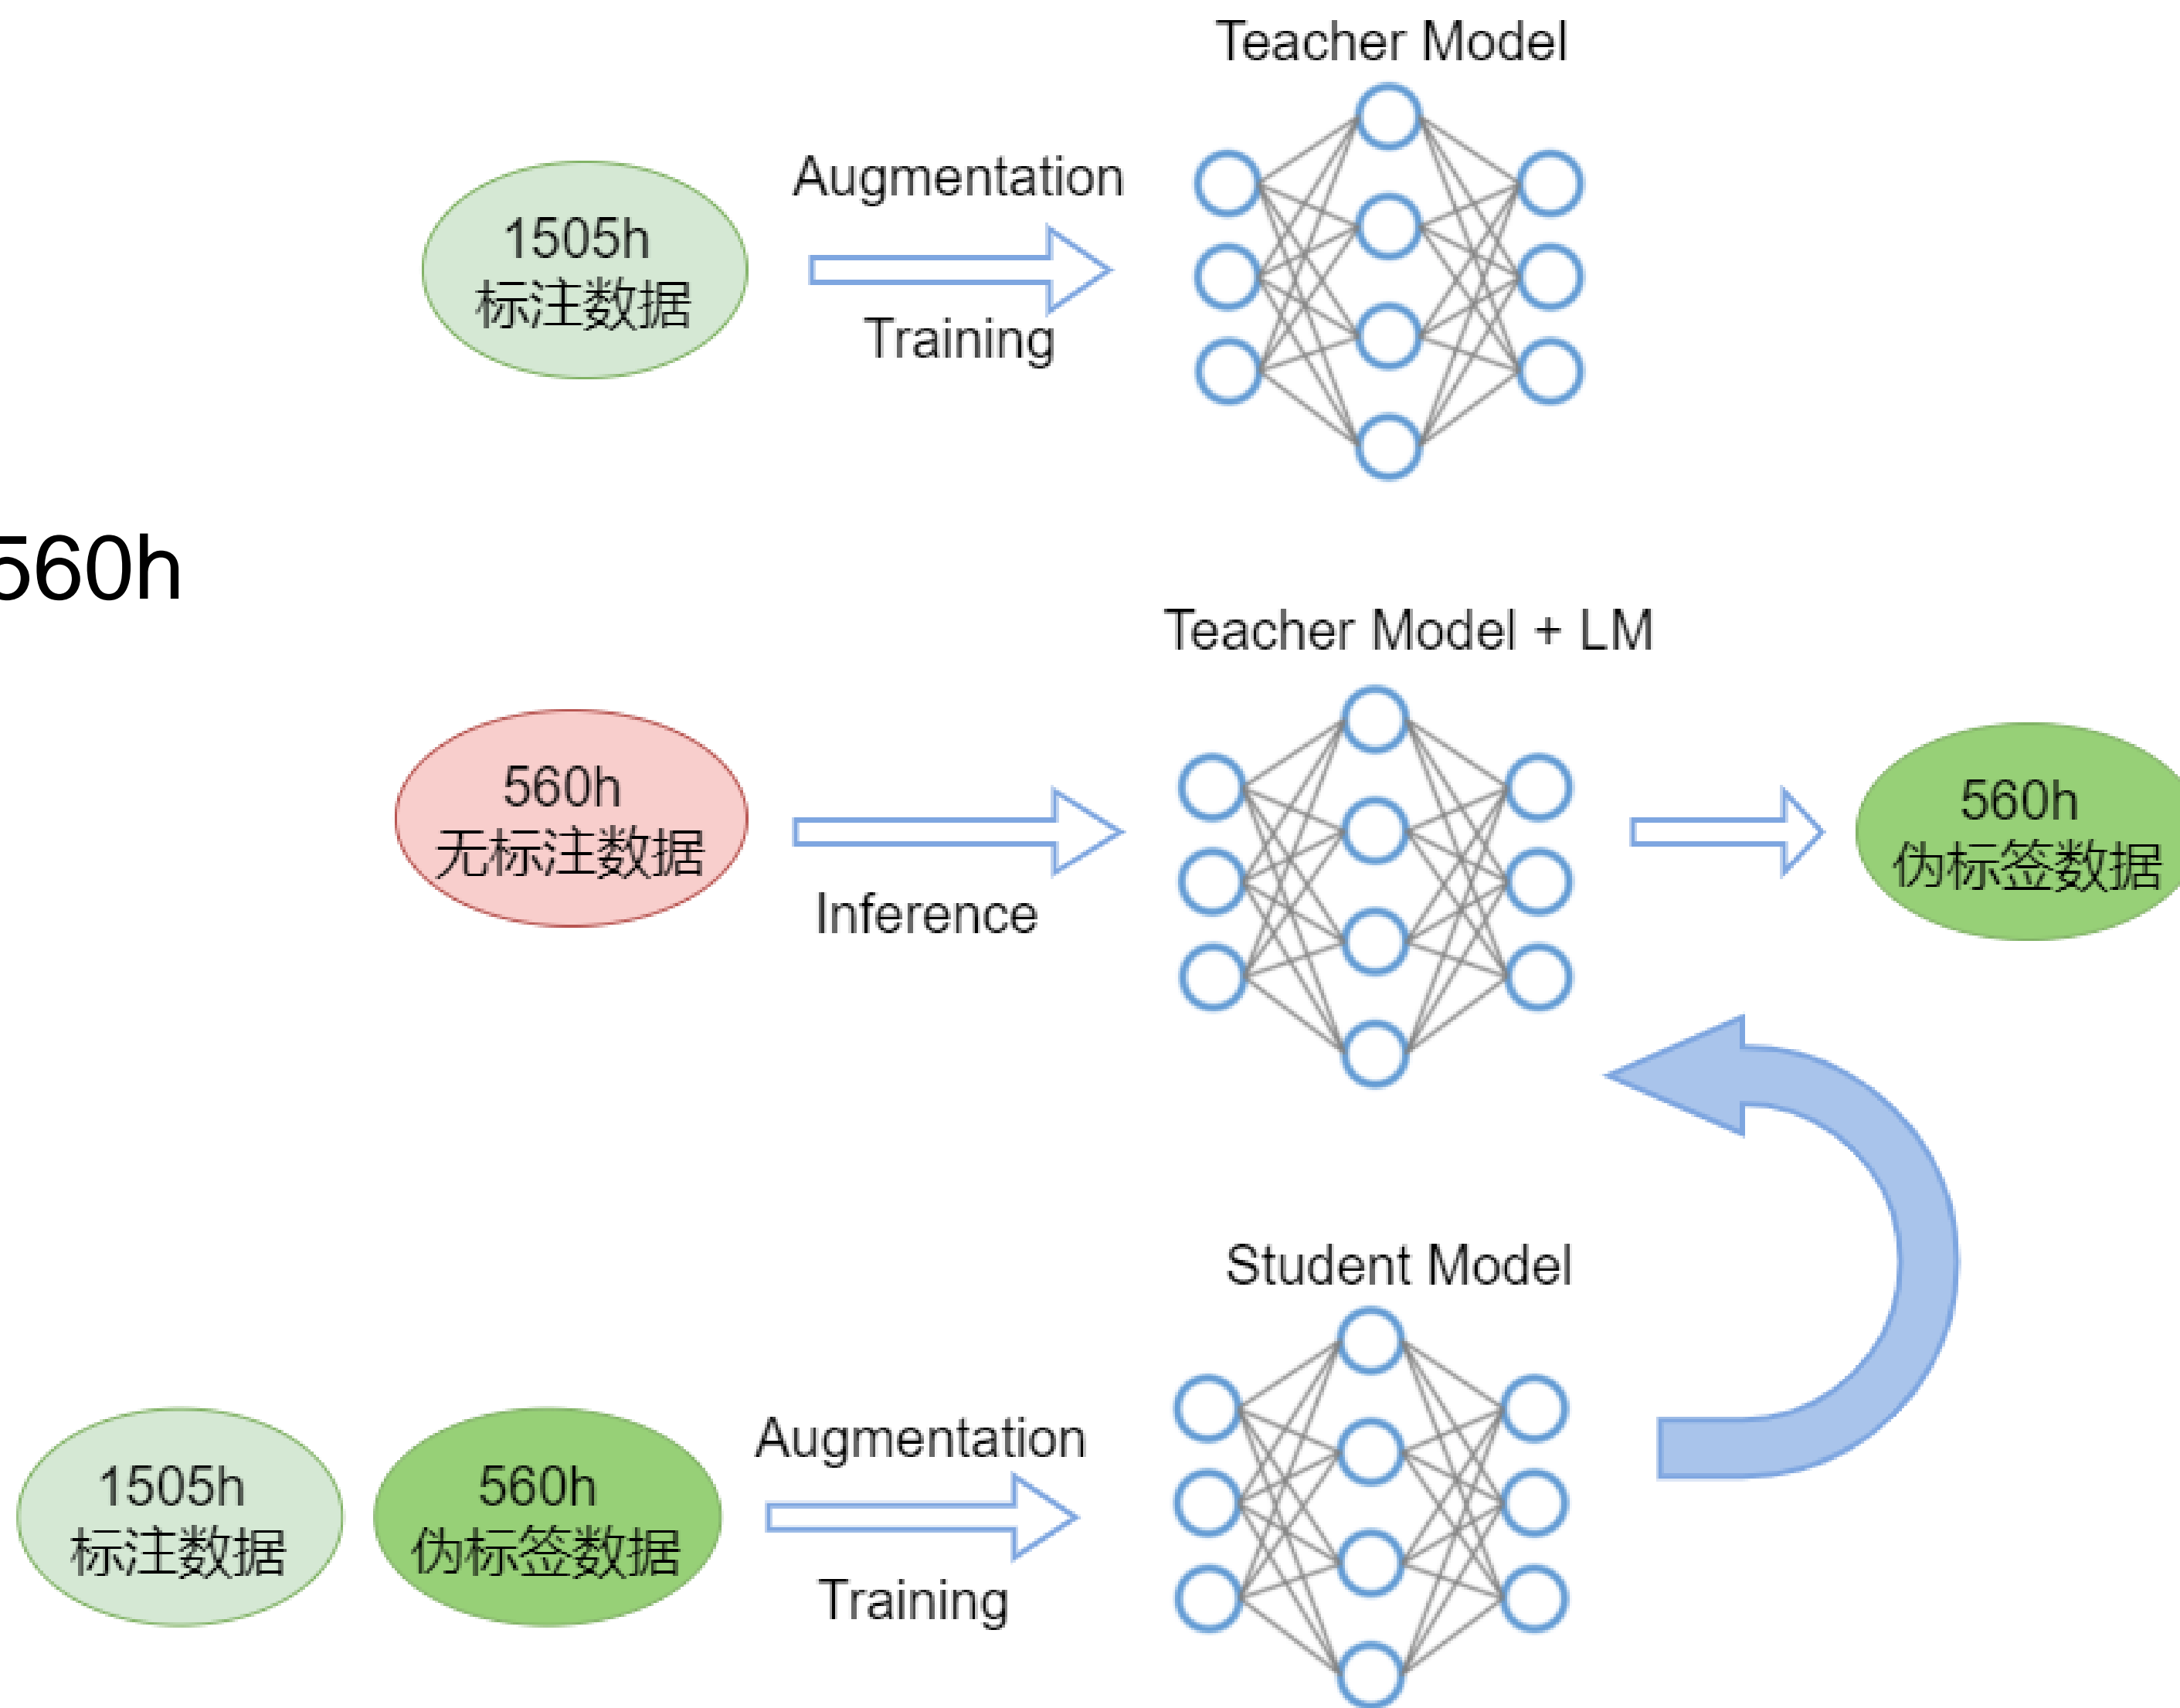 Teacher Model
Augmentation
1505h
标注数据
Training
560h
Teacher Model + LM
560h
无标注数据
Inference
560h
伪标签数据
Student Model
Augmentation
1505h
标注数据
560h
伪标签数据
Training